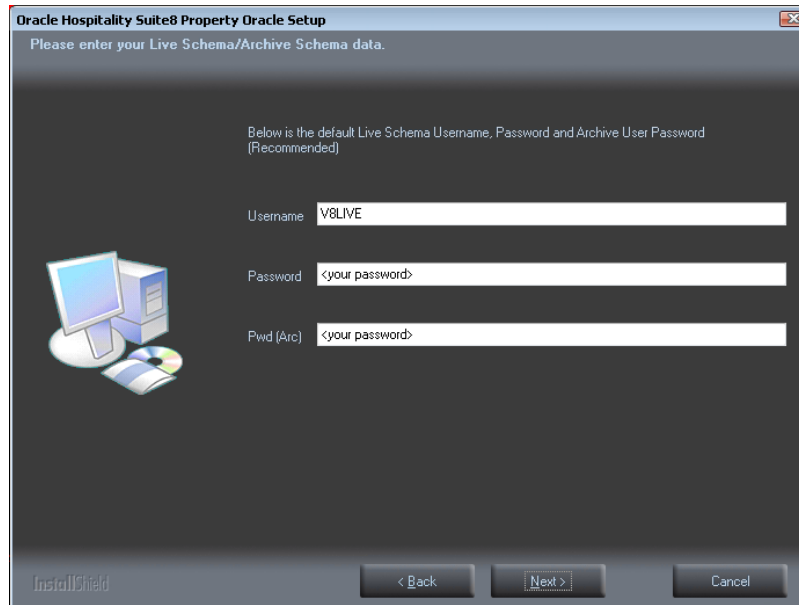 Oracle Hospitality Suite8 Property Oracle Setup
Please enter your Live Schema/Archive Schema data.
Below is the default Live Schema Username, Password and Archive User Password
(Recommended)
Username V8LIVE
Password <your password>
Pwd (Arc) <your password>
InstallShield
< Back Next > Cancel